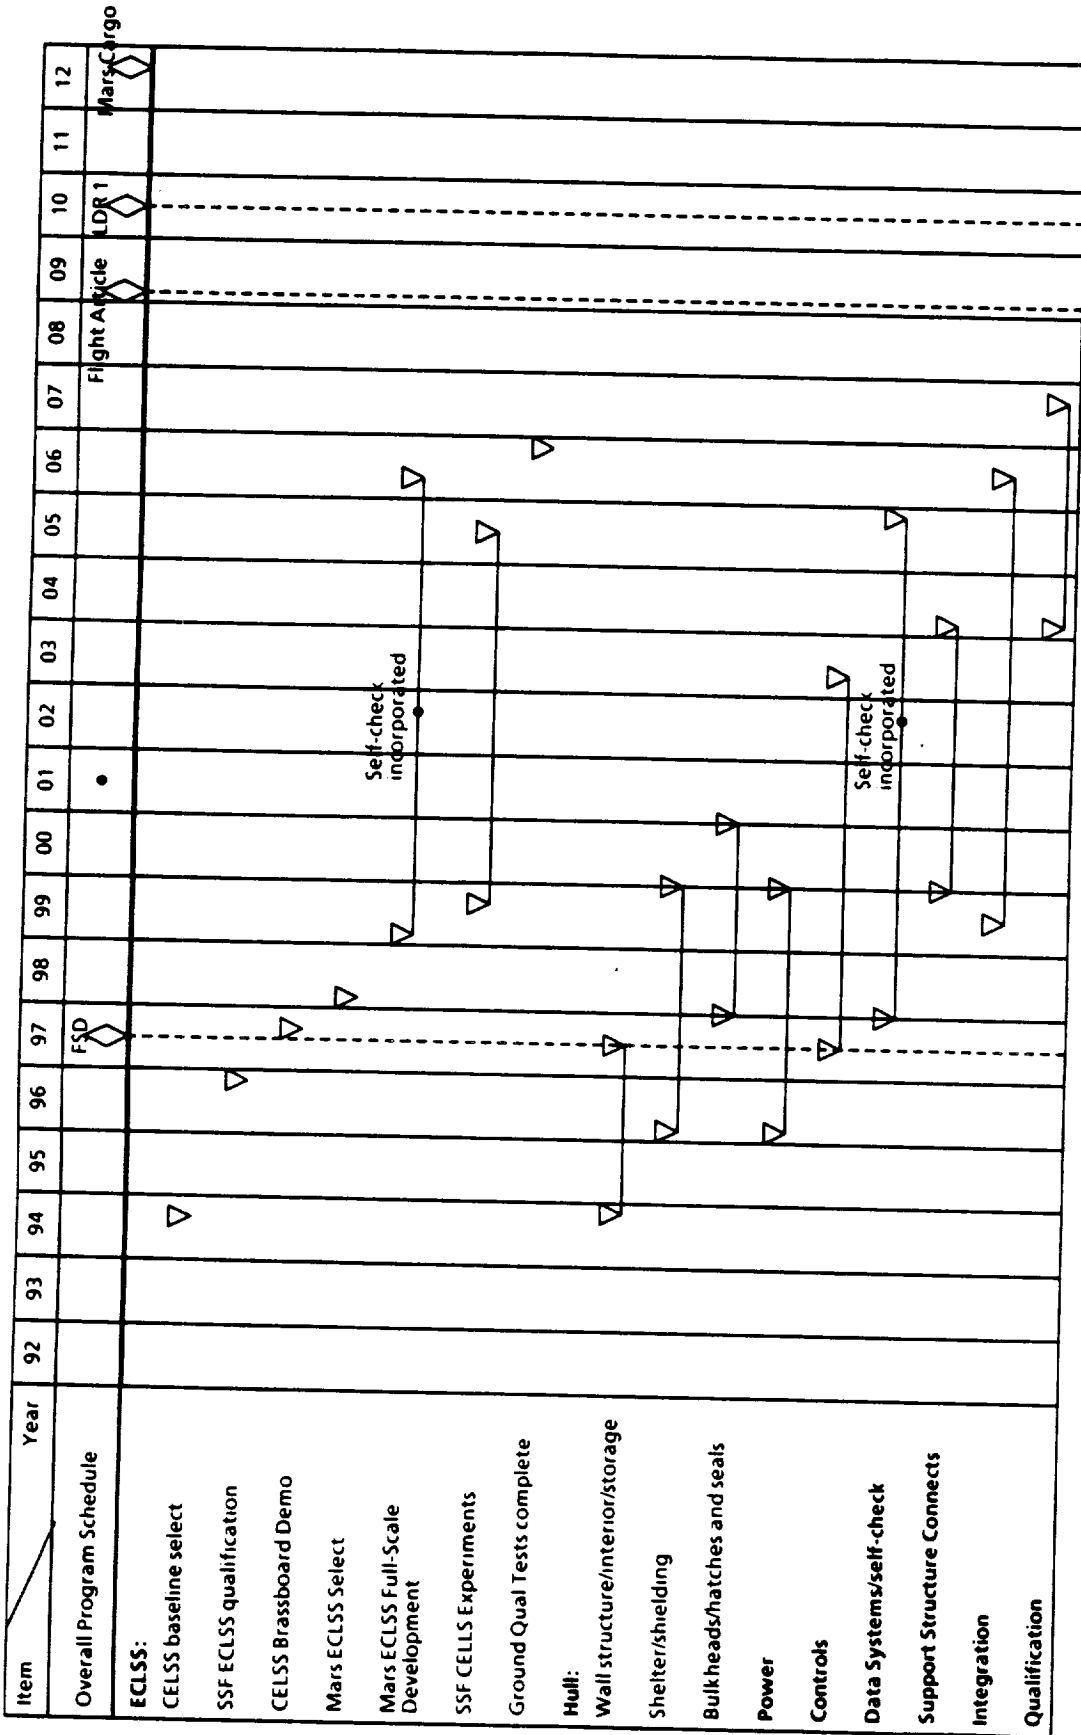 Item
Year
92 93 94 95 96 97 98 99 00 01 02 03 04 05 06 07 08 09 10 11 12
Overall Program Schedule
FSD
Flight Article
LDR 1
Mars Cargo
ECLSS:
CELSS baseline select
SSF ECLSS qualification
CELSS Brassboard Demo
Mars ECLSS Select
Mars ECLSS Full-Scale
Development
Self-check
incorporated
SSF CELLS Experiments
Ground Qual Tests complete
Hull:
Wall structure/interior/storage
Shelter/shielding
Bulkheads/hatches and seals
Power
Controls
Data Systems/self-check
Self-check
incorporated
Support Structure Connects
Integration
Qualification